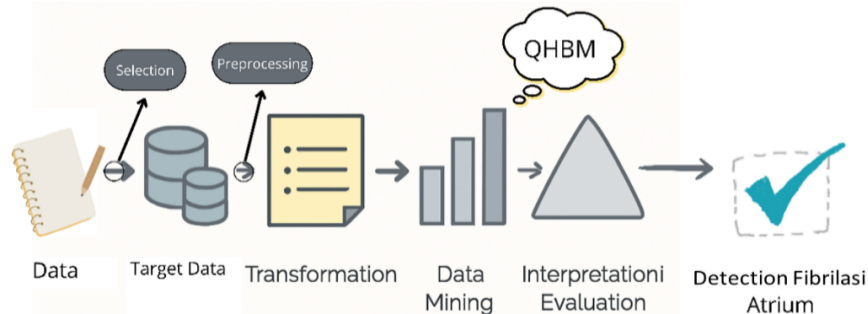 QHBM
Selection
Preprocessing
Data
Target Data
Transformation
Data
Mining
Interpretationi
Evaluation
Detection Fibrilasi
Atrium